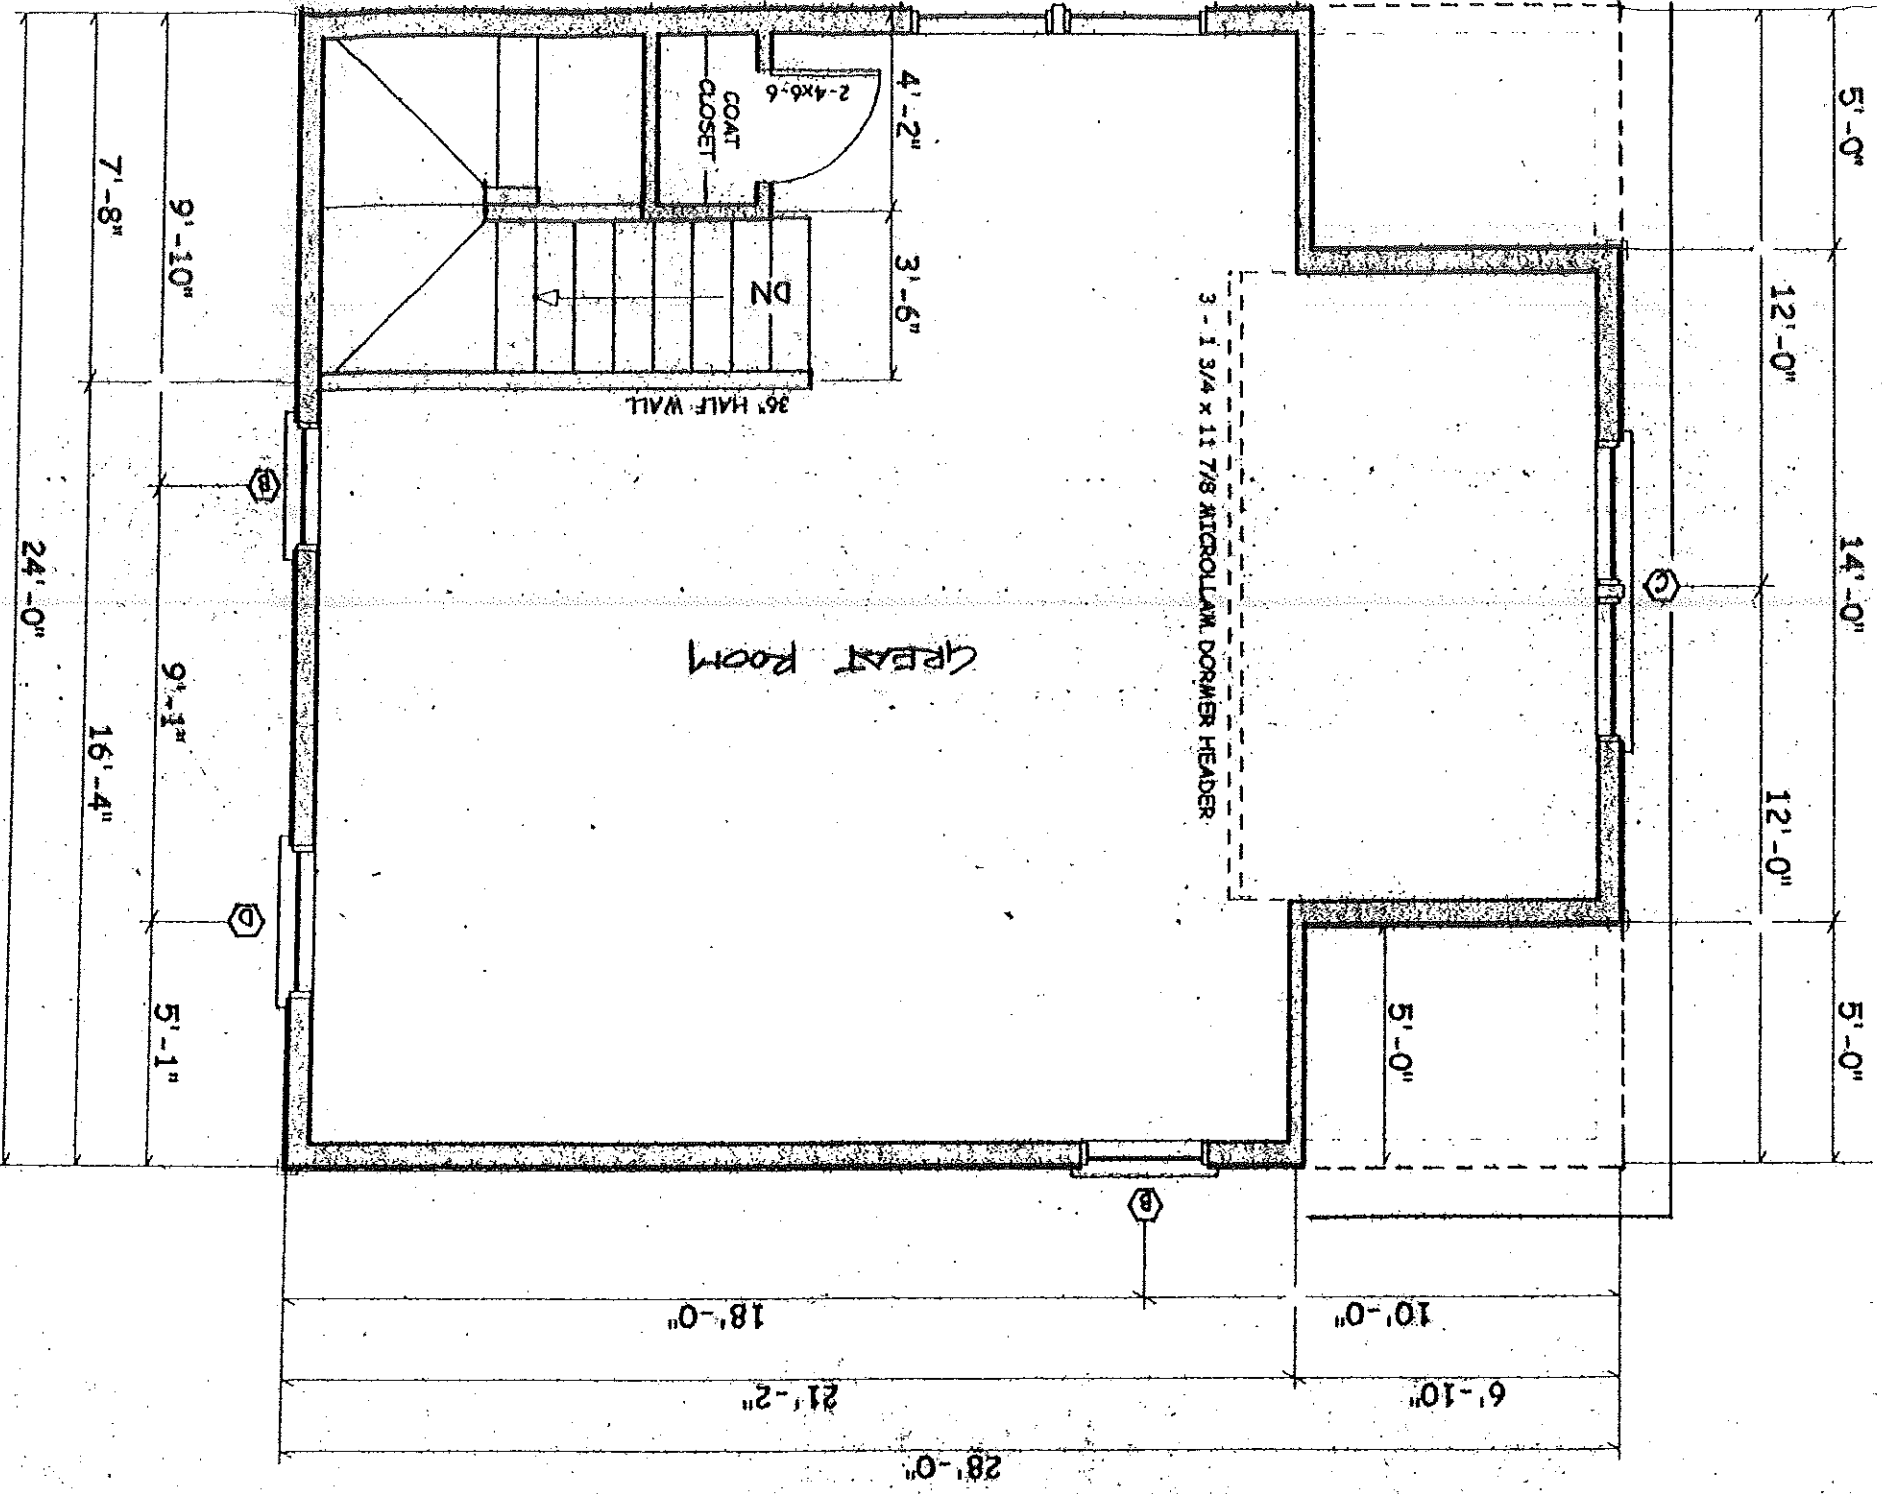 5'-0"
14'-0"
5'-0"
12'-0"
12'-0"
C
5'-0"
3 - 1 3/4 x 11 7/8 MICROLLAM DORMER HEADER
4'-2"
3'-6"
2-4x6-6
COAT
CLOSET
DN
36" HALF WALL
GREAT ROOM
9'-10"
9'-1"
5'-1"
7'-8"
16'-4"
24'-0"
B
D
B
18'-0"
10'-0"
21'-2"
6'-10"
28'-0"